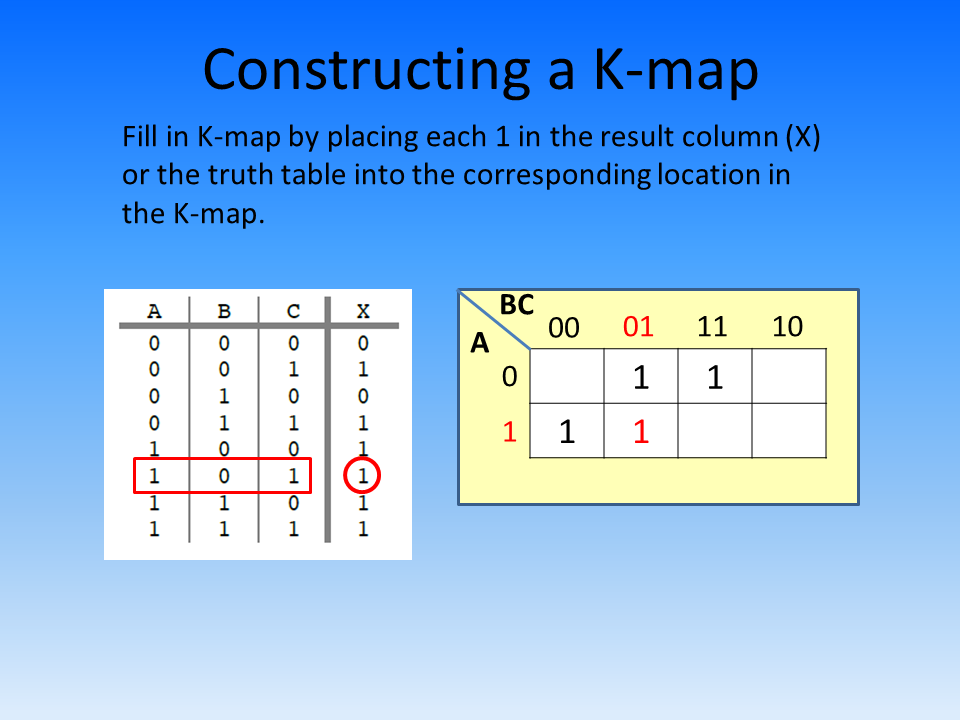 Constructing a K-map
Fill in K-map by placing each 1 in the result column (X)
or the truth table into the corresponding location in
the K-map.
A B C X
0 0 0 0
0 0 1 1
0 1 0 0
0 1 1 1
1 0 0 1
1 0 1 1
1 1 0 1
1 1 1 1
BC
A
00 01 11 10
0 1 1
1 1 1